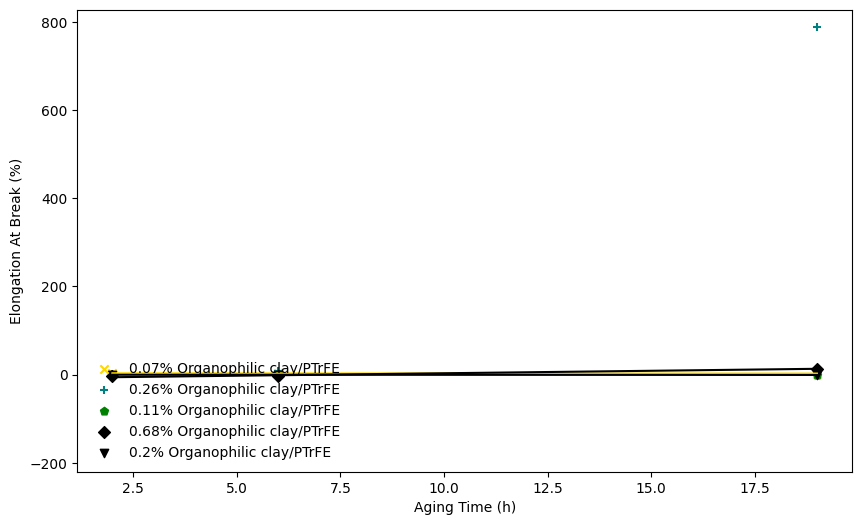 800
600
400
200
0
−200
Elongation At Break (%)
0.07% Organophilic clay/PTrFE
0.26% Organophilic clay/PTrFE
0.11% Organophilic clay/PTrFE
0.68% Organophilic clay/PTrFE
0.2% Organophilic clay/PTrFE
2.5 5.0 7.5 10.0 12.5 15.0 17.5
Aging Time (h)